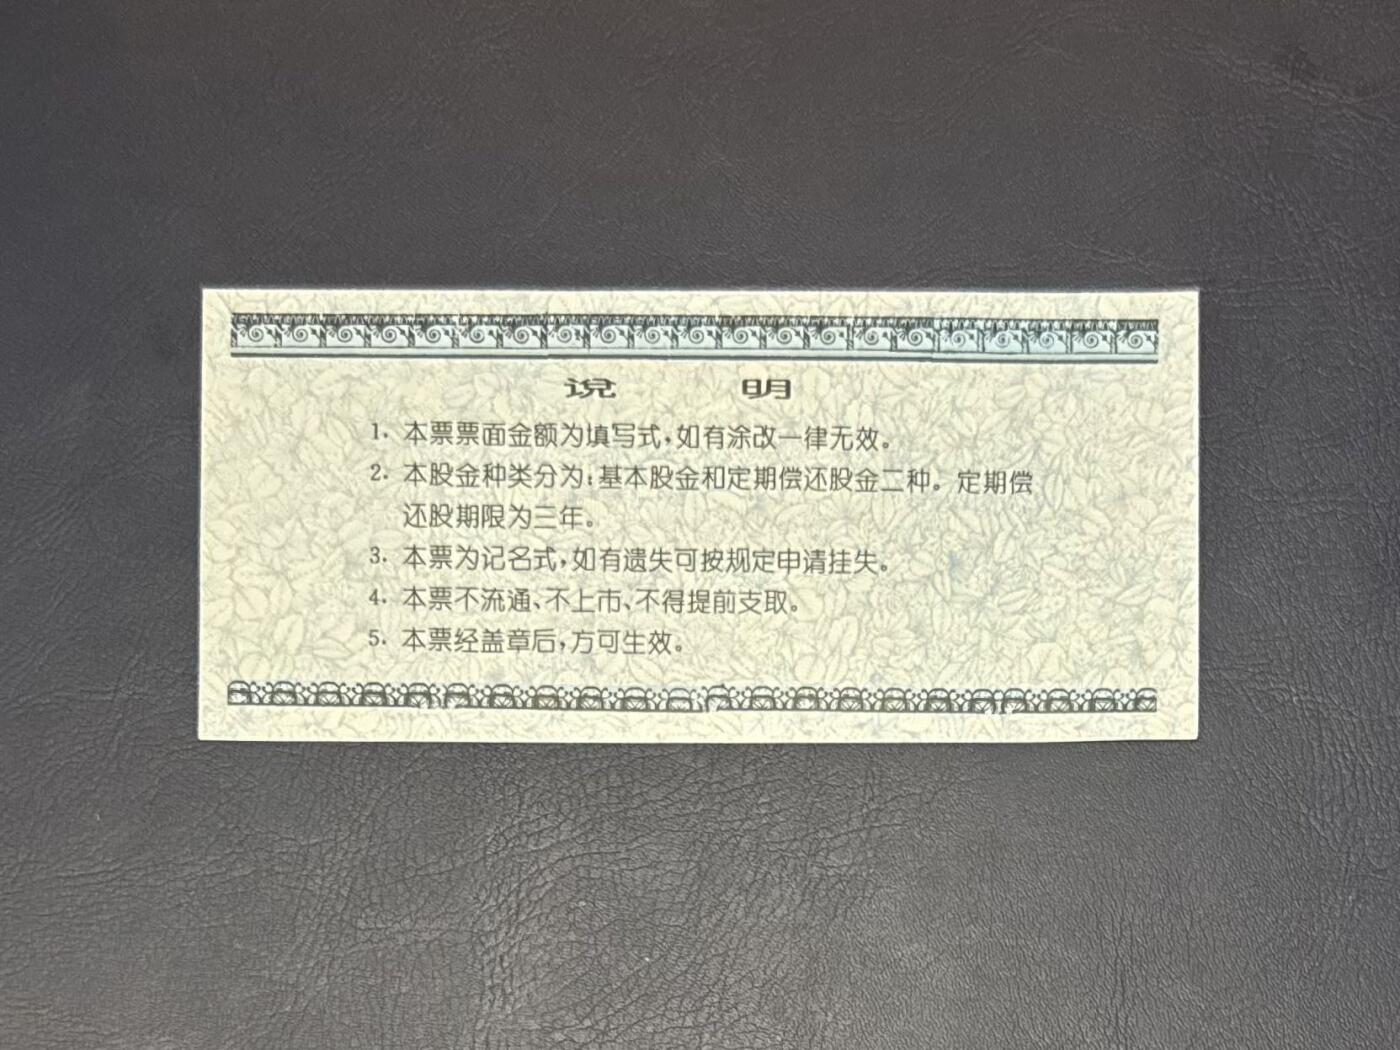 说 明
1. 本票票面金额为填写式，如有涂改一律无效。
2. 本股金种类分为：基本股金和定期偿还股金二种。定期偿
还股期限为三年。
3. 本票为记名式，如有遗失可按规定申请挂失。
4. 本票不流通、不上市、不得提前支取。
5. 本票经盖章后，方可生效。